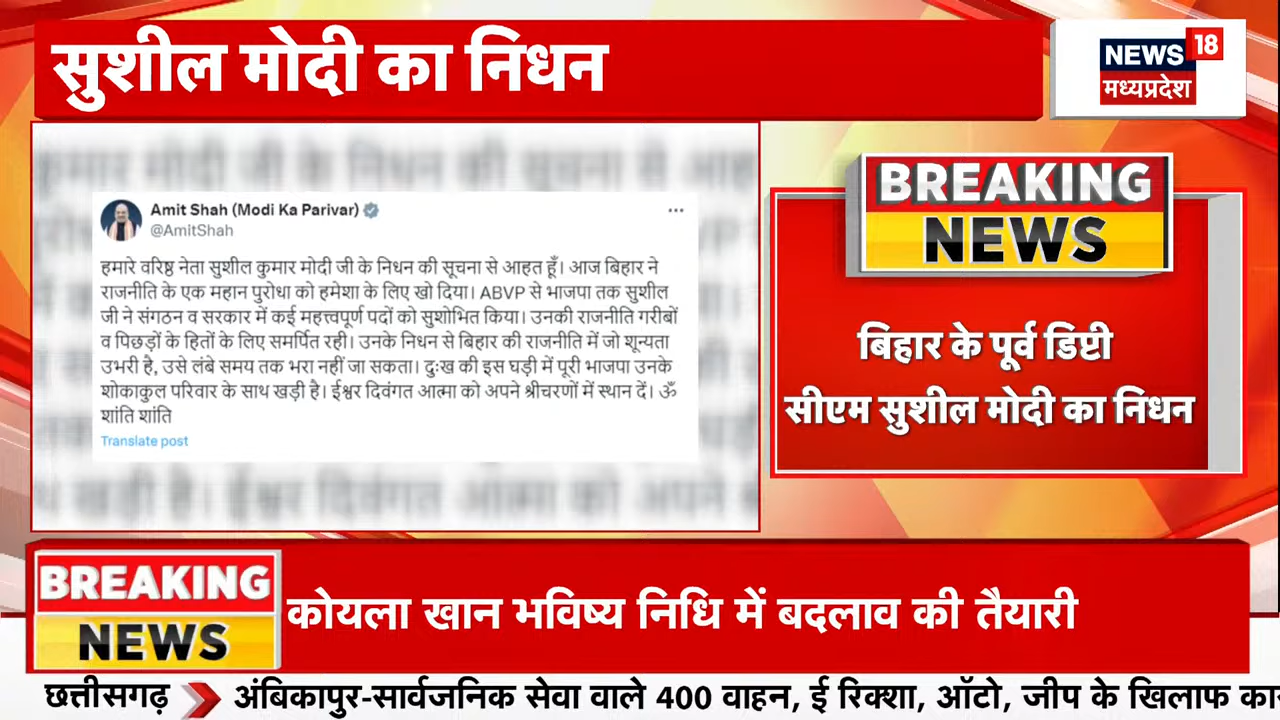 सुशील मोदी का निधन
NEWS 18
मध्यप्रदेश
Amit Shah (Modi Ka Parivar)
@AmitShah
हमारे वरिष्ठ नेता सुशील कुमार मोदी जी के निधन की सूचना से आहत हूँ। आज बिहार ने
राजनीति के एक महान पुरोधा को हमेशा के लिए खो दिया। ABVP से भाजपा तक सुशील
जी ने संगठन व सरकार में कई महत्त्वपूर्ण पदों को सुशोभित किया। उनकी राजनीति गरीबों
व पिछड़ों के हितों के लिए समर्पित रही। उनके निधन से बिहार की राजनीति में जो शून्यता
उभरी है, उसे लंबे समय तक भरा नहीं जा सकता। दुःख की इस घड़ी में पूरी भाजपा उनके
शोकाकुल परिवार के साथ खड़ी है। ईश्वर दिवंगत आत्मा को अपने श्रीचरणों में स्थान दें। ॐ
शांति शांति
Translate post
BREAKING
NEWS
बिहार के पूर्व डिप्टी
सीएम सुशील मोदी का निधन
BREAKING
NEWS
कोयला खान भविष्य निधि में बदलाव की तैयारी
छत्तीसगढ़ अंबिकापुर-सार्वजनिक सेवा वाले 400 वाहन, ई रिक्शा, ऑटो, जीप के खिलाफ